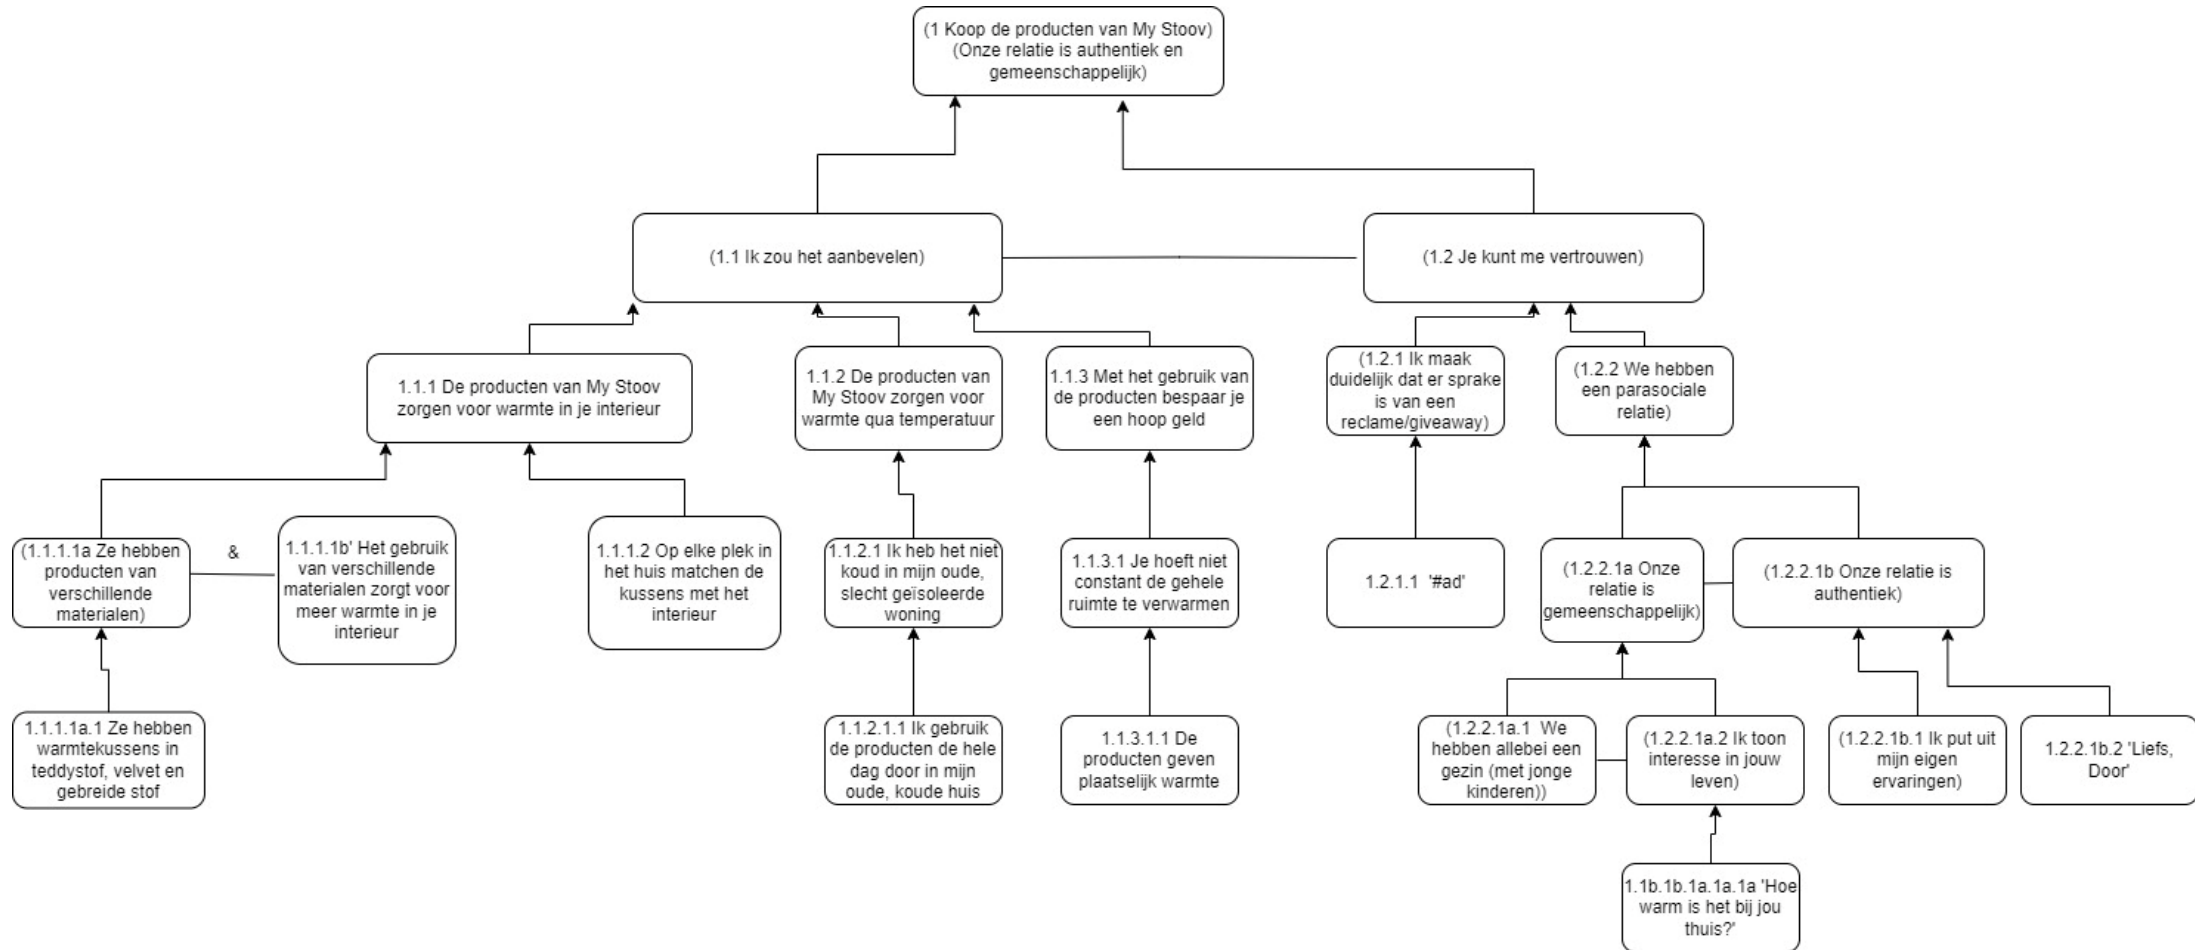 (1 Koop de producten van My Stoov)
(Onze relatie is authentiek en
gemeenschappelijk)
(1.1 Ik zou het aanbevelen)
(1.2 Je kunt me vertrouwen)
1.1.1 De producten van My Stoov
zorgen voor warmte in je interieur
1.1.2 De producten van
My Stoov zorgen voor
warmte qua temperatuur
1.1.3 Met het gebruik van
de producten bespaar je
een hoop geld
(1.2.1 Ik maak
duidelijk dat er sprake
is van een
reclame/giveaway)
(1.2.2 We hebben
een parasociale
relatie)
(1.1.1.1a Ze hebben
producten van
verschillende
materialen)
&
1.1.1.1b' Het gebruik
van verschillende
materialen zorgt voor
meer warmte in je
interieur
1.1.1.2 Op elke plek in
het huis matchen de
kussens met het
interieur
1.1.2.1 Ik heb het niet
koud in mijn oude,
slecht geïsoleerde
woning
1.1.3.1 Je hoeft niet
constant de gehele
ruimte te verwarmen
1.2.1.1 '#ad'
(1.2.2.1a Onze
relatie is
gemeenschappelijk)
(1.2.2.1b Onze relatie is
authentiek)
1.1.1.1a.1 Ze hebben
warmtekussens in
teddystof, velvet en
gebreide stof
1.1.2.1.1 Ik gebruik
de producten de hele
dag door in mijn
oude, koude huis
1.1.3.1.1 De
producten geven
plaatselijk warmte
(1.2.2.1a.1 We
hebben allebei een
gezin (met jonge
kinderen))
(1.2.2.1a.2 Ik toon
interesse in jouw
leven)
(1.2.2.1b.1 Ik put uit
mijn eigen
ervaringen)
1.2.2.1b.2 'Liefs,
Door'
1.1b.1b.1a.1a.1a 'Hoe
warm is het bij jou
thuis?'